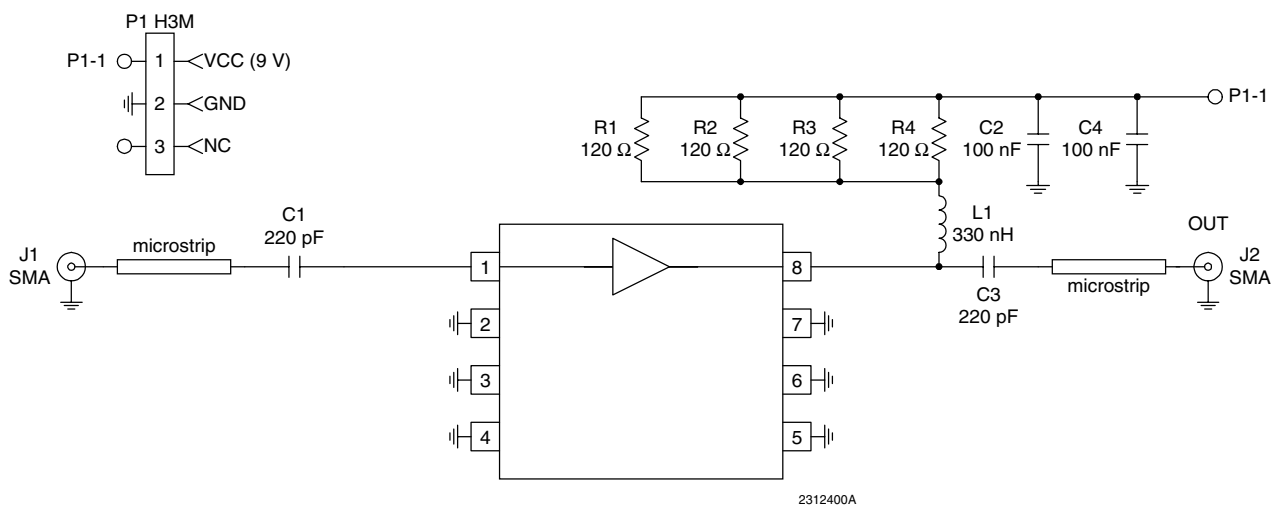 P1 H3M
P1-1
1
VCC (9 V)
2
GND
3
NC
P1-1
R1
120 Ω
R2
120 Ω
R3
120 Ω
R4
120 Ω
C2
100 nF
C4
100 nF
L1
330 nH
C1
220 pF
J1
SMA
microstrip
1
2
3
4
8
7
6
5
C3
220 pF
microstrip
OUT
J2
SMA
2312400A